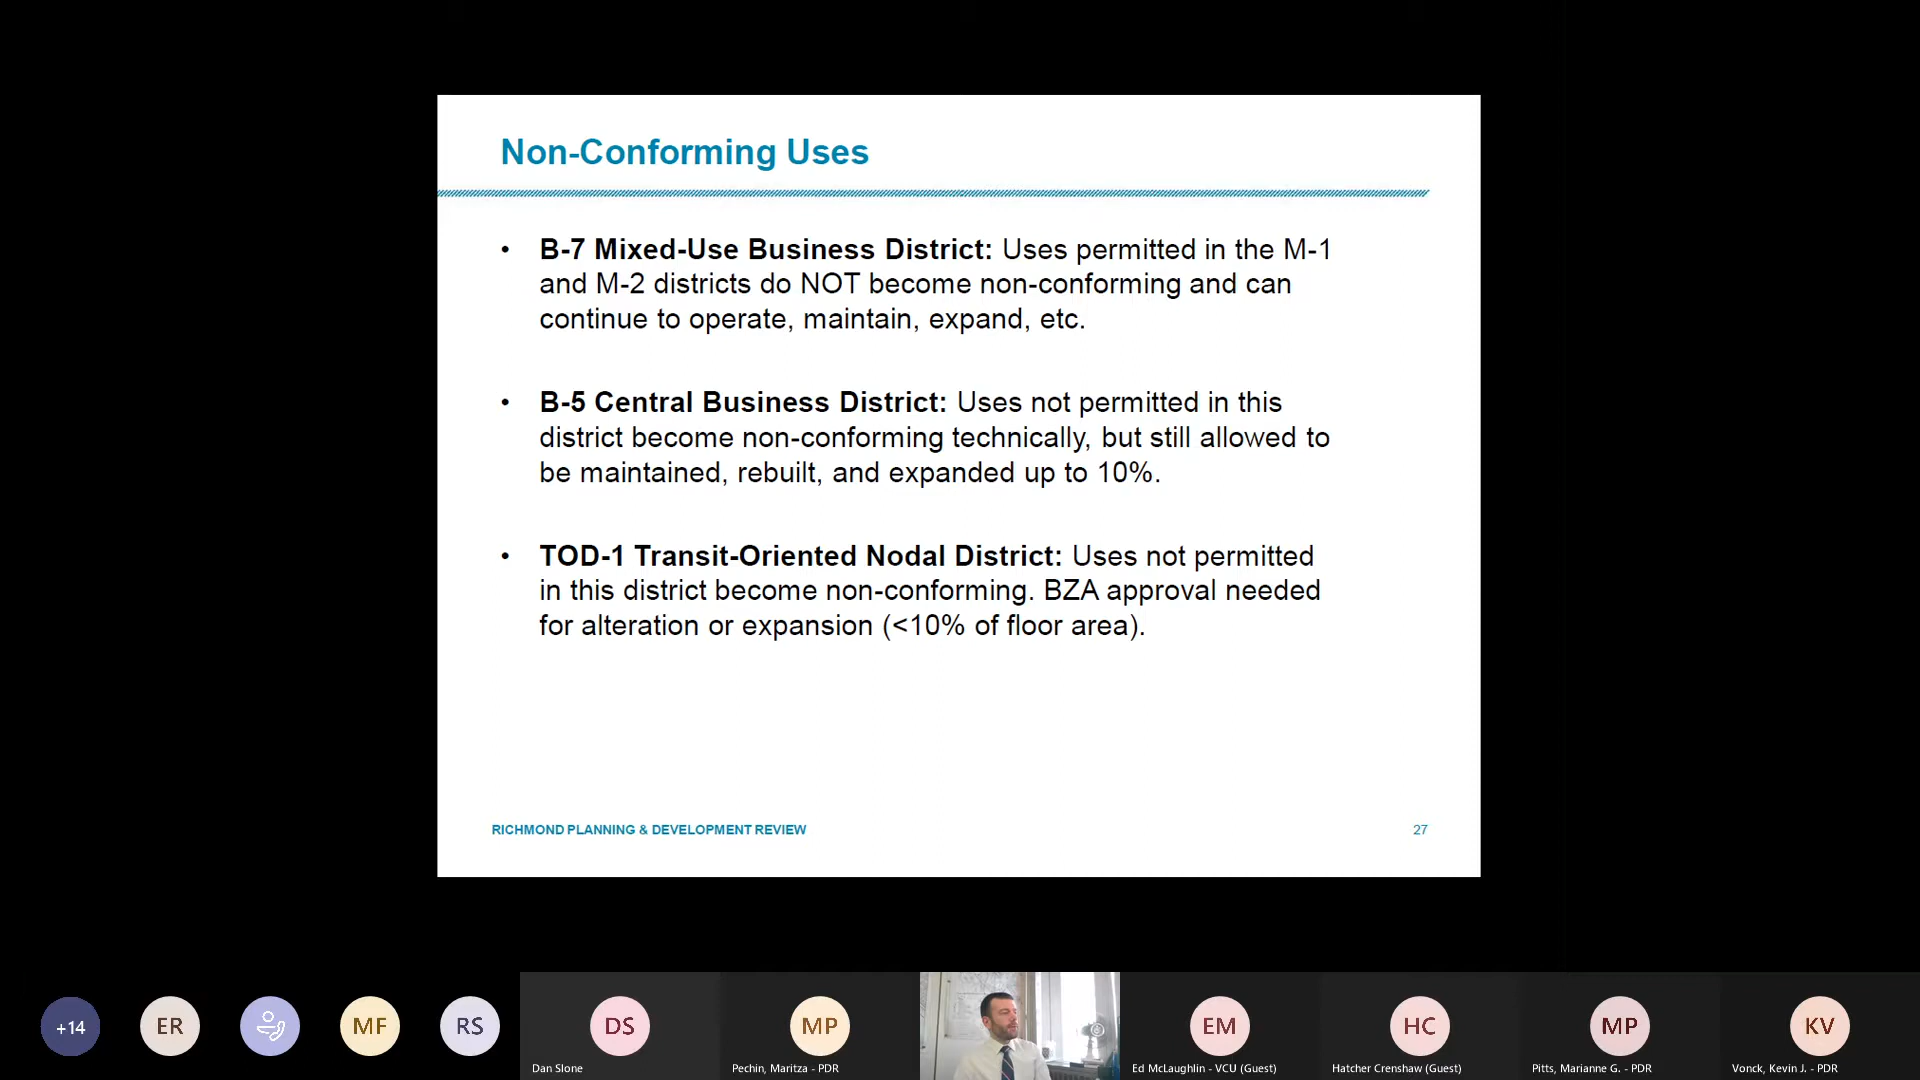 Non-Conforming Uses
• B-7 Mixed-Use Business District: Uses permitted in the M-1
and M-2 districts do NOT become non-conforming and can
continue to operate, maintain, expand, etc.
• B-5 Central Business District: Uses not permitted in this
district become non-conforming technically, but still allowed to
be maintained, rebuilt, and expanded up to 10%.
• TOD-1 Transit-Oriented Nodal District: Uses not permitted
in this district become non-conforming. BZA approval needed
for alteration or expansion (<10% of floor area).
RICHMOND PLANNING & DEVELOPMENT REVIEW 27
+14 ER MF RS DS MP EM HC MP KV
Dan Slone Pechin, Maritza - PDR Ed McLaughlin - VCU (Guest) Hatcher Crenshaw (Guest) Pitts, Marianne G. - PDR Vonck, Kevin J. - PDR